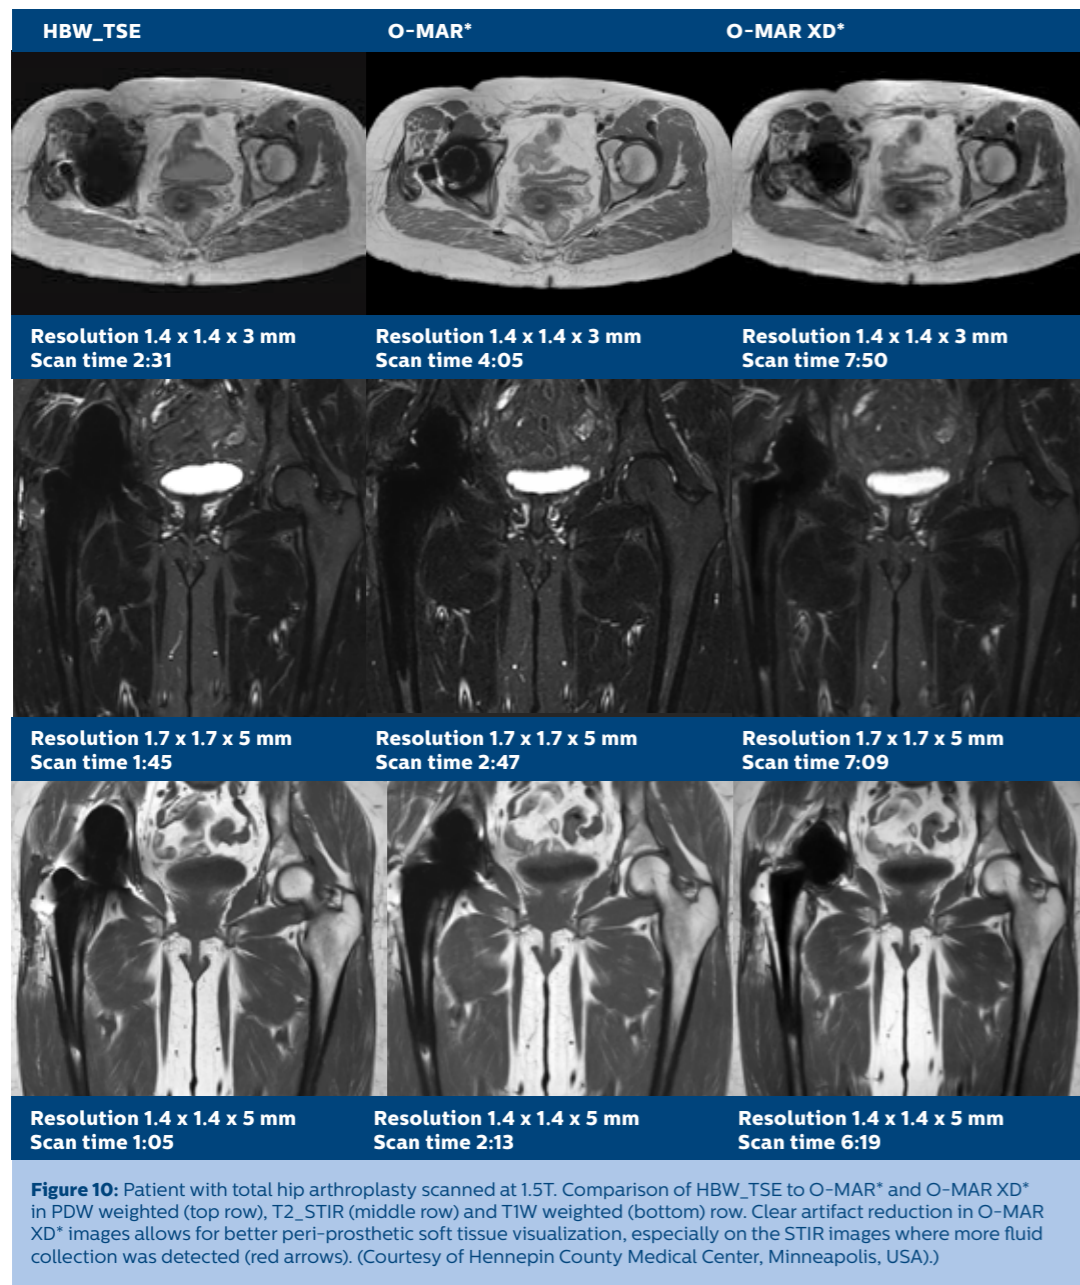 HBW_TSE
O-MAR*
O-MAR XD*
Resolution 1.4 x 1.4 x 3 mm
Scan time 2:31
Resolution 1.4 x 1.4 x 3 mm
Scan time 4:05
Resolution 1.4 x 1.4 x 3 mm
Scan time 7:50
Resolution 1.7 x 1.7 x 5 mm
Scan time 1:45
Resolution 1.7 x 1.7 x 5 mm
Scan time 2:47
Resolution 1.7 x 1.7 x 5 mm
Scan time 7:09
Resolution 1.4 x 1.4 x 5 mm
Scan time 1:05
Resolution 1.4 x 1.4 x 5 mm
Scan time 2:13
Resolution 1.4 x 1.4 x 5 mm
Scan time 6:19
Figure 10: Patient with total hip arthroplasty scanned at 1.5T. Comparison of HBW_TSE to O-MAR* and O-MAR XD*
in PDW weighted (top row), T2_STIR (middle row) and T1W weighted (bottom) row. Clear artifact reduction in O-MAR
XD* images allows for better peri-prosthetic soft tissue visualization, especially on the STIR images where more fluid
collection was detected (red arrows). (Courtesy of Hennepin County Medical Center, Minneapolis, USA).)